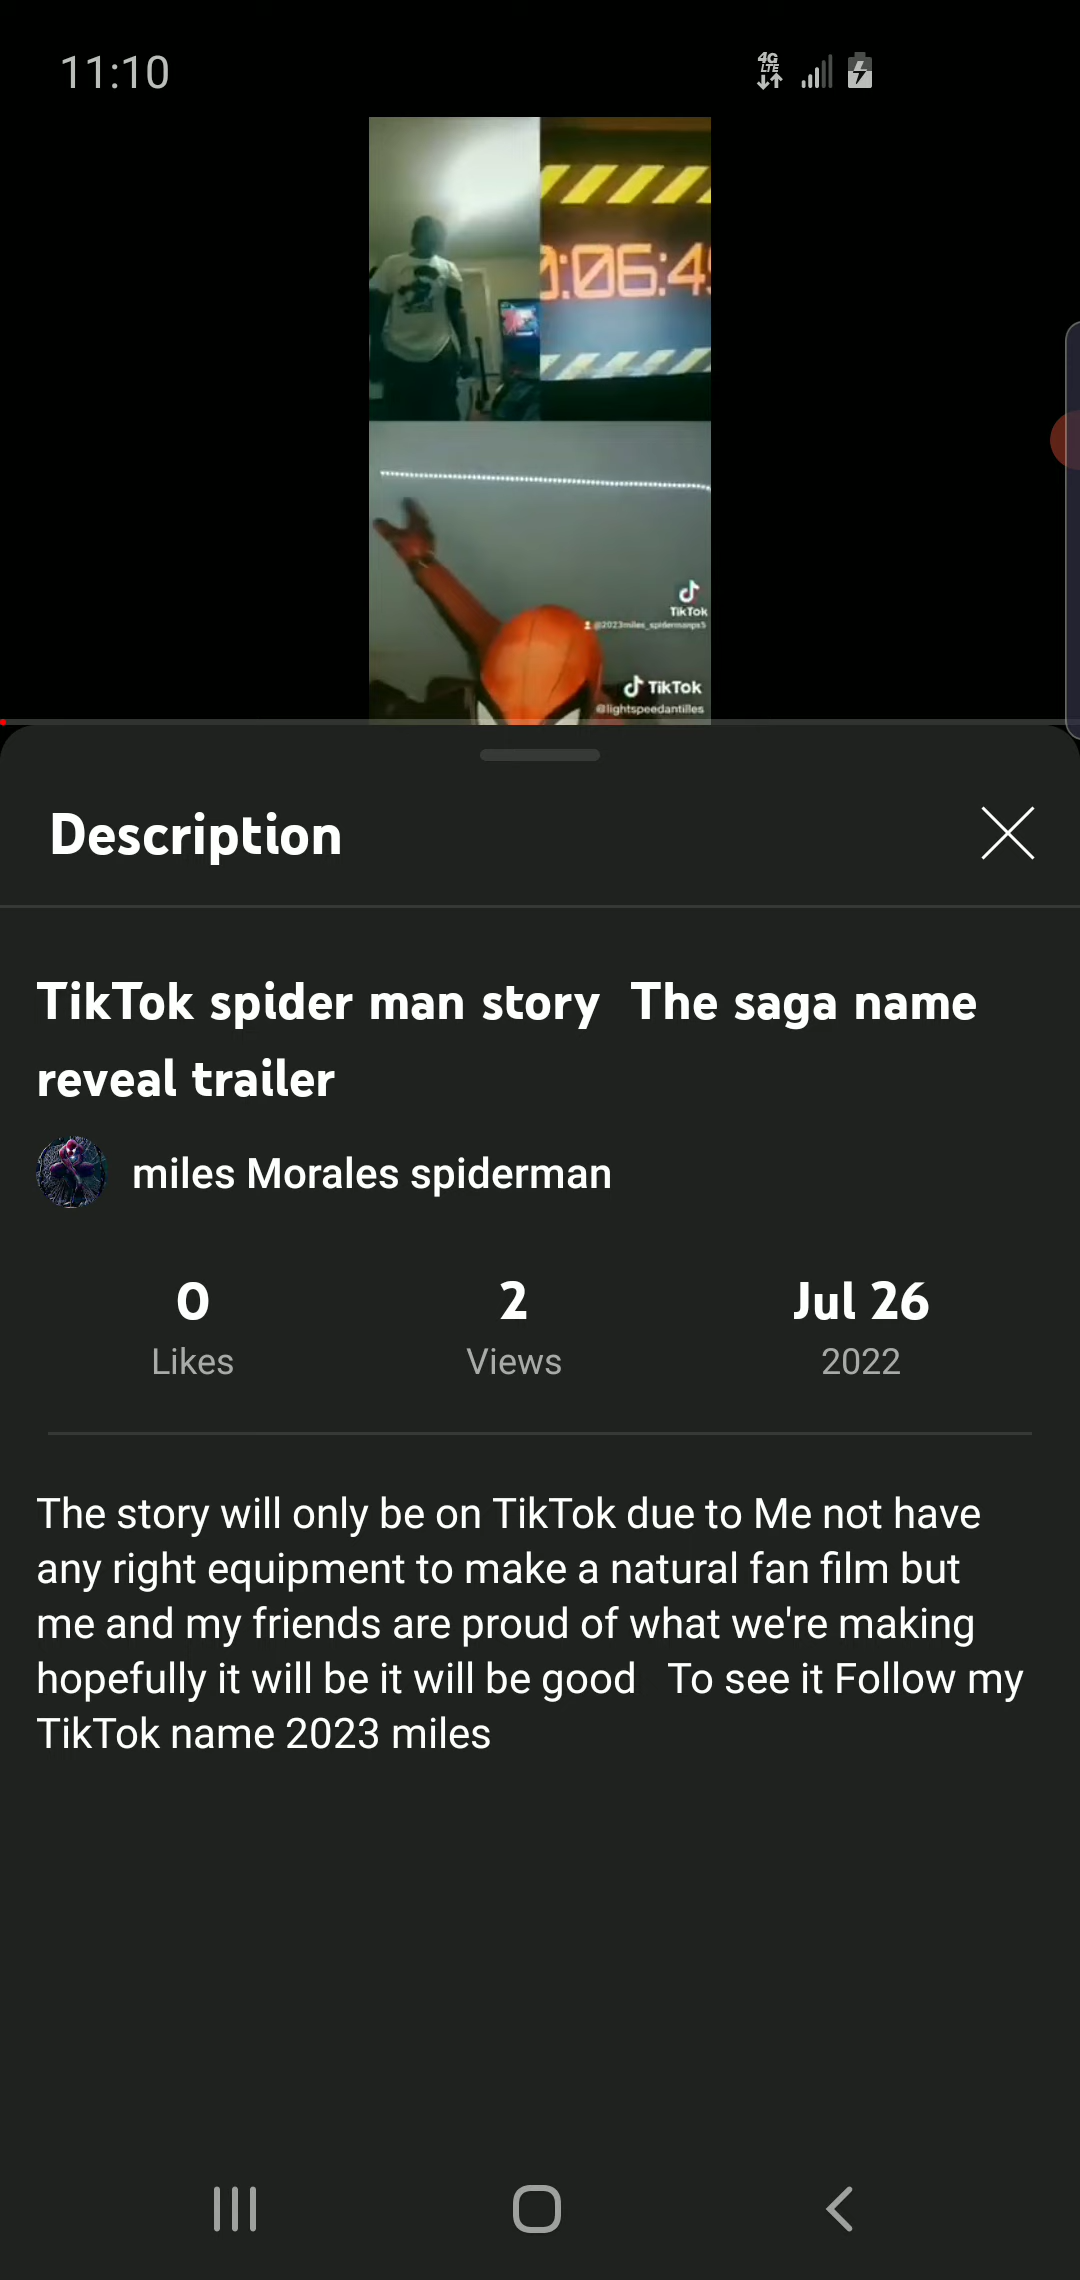 11:10
4G
LTE
0:06:4
TikTok
@2023miles_spidermanps5
TikTok
@lightspeedantilles
Description
TikTok spider man story  The saga name
reveal trailer
miles Morales spiderman
0
Likes
2
Views
Jul 26
2022
The story will only be on TikTok due to Me not have
any right equipment to make a natural fan film but
me and my friends are proud of what we're making
hopefully it will be it will be good   To see it Follow my
TikTok name 2023 miles